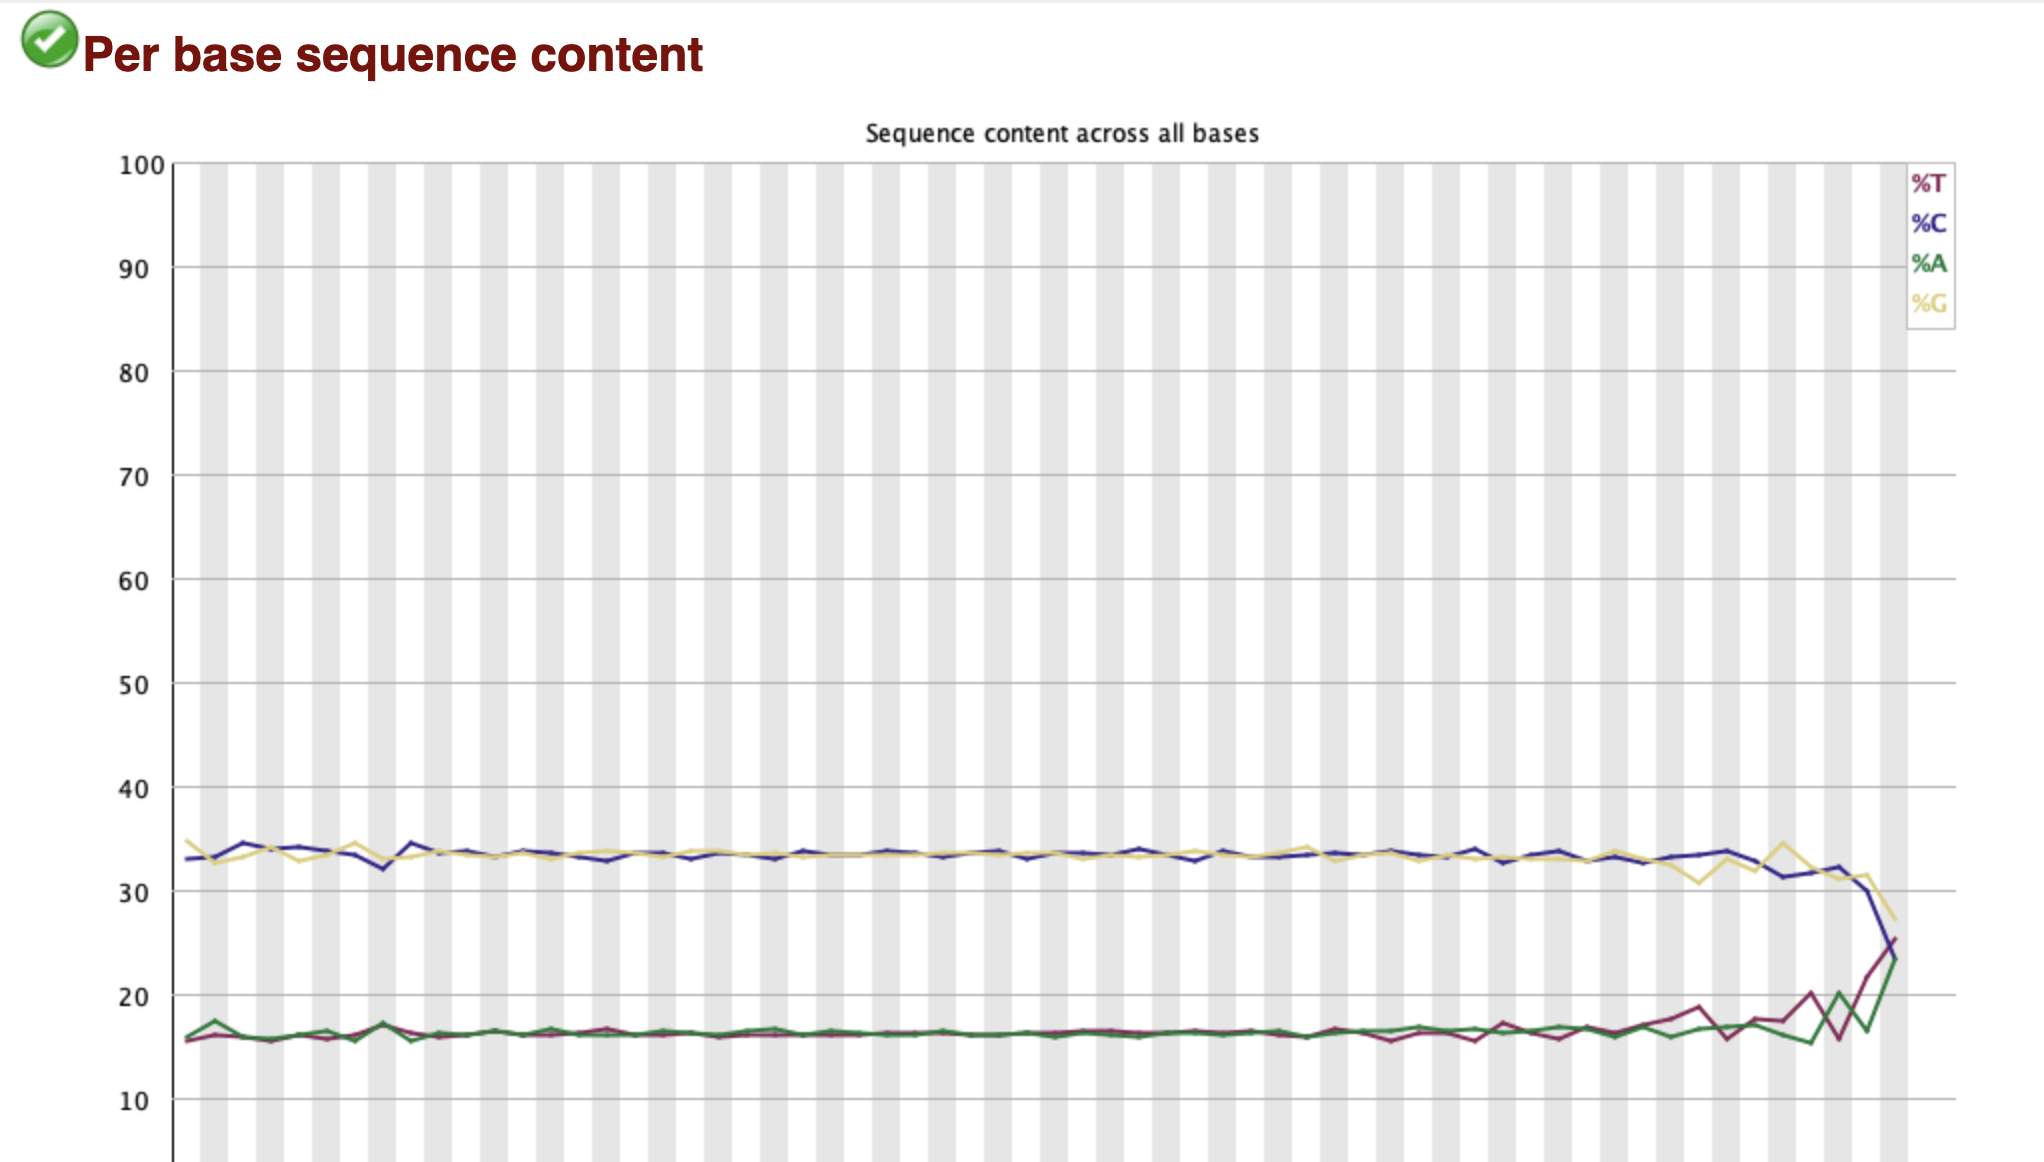 Per base sequence content
Sequence content across all bases
100
90
80
70
60
50
40
30
20
10
%T
%C
%A
%G